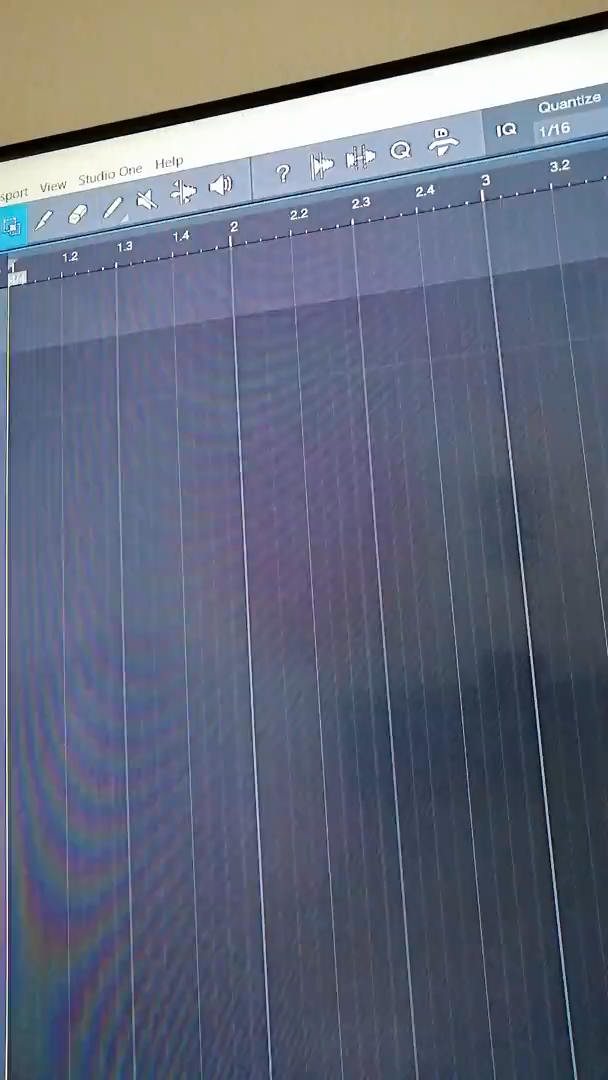 View Studio One Help
Quantize
? Q IQ 1/16
1.2 1.3 1.4 2 2.2 2.3 2.4 3 3.2